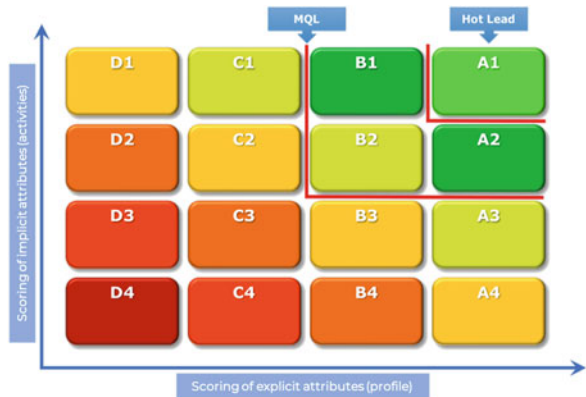 MQL
Hot Lead
D1
C1
B1
A1
D2
C2
B2
A2
D3
C3
B3
A3
D4
C4
B4
A4
Scoring of implicit attributes (activities)
Scoring of explicit attributes (profile)